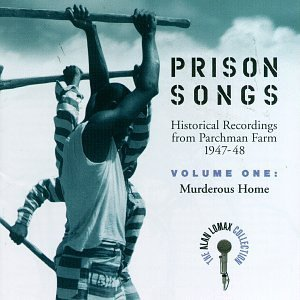 PRISON
SONGS
Historical Recordings
from Parchman Farm
1947-48
VOLUME ONE:
Murderous Home
THE ALAN LOMAX COLLECTION